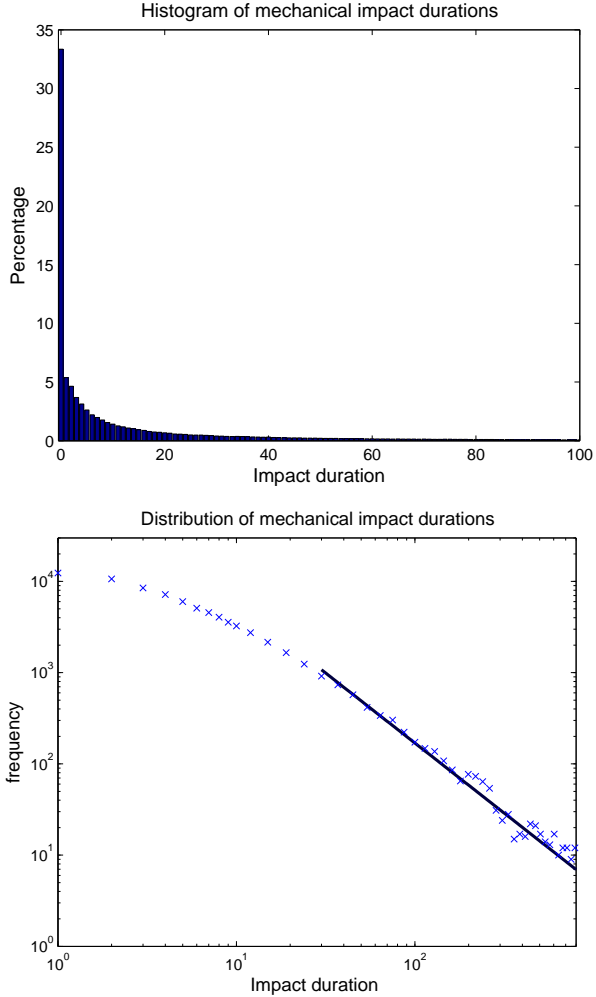 Histogram of mechanical impact durations
35
30
25
20
15
10
5
0
Percentage
0 20 40 60 80 100
Impact duration
Distribution of mechanical impact durations
10^4
10^3
10^2
10^1
10^0
frequency
10^0 10^1 10^2
Impact duration